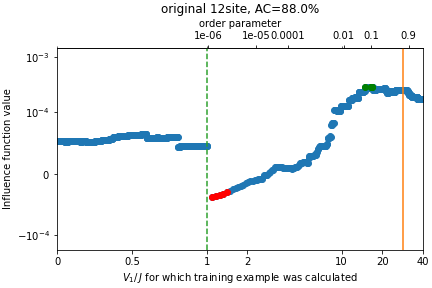 original 12site, AC=88.0%
order parameter
1e-06 1e-05 0.0001 0.01 0.1 0.9
10⁻³
10⁻⁴
0
−10⁻⁴
Influence function value
0 0.5 1 2 10 20 40
V₁/J for which training example was calculated